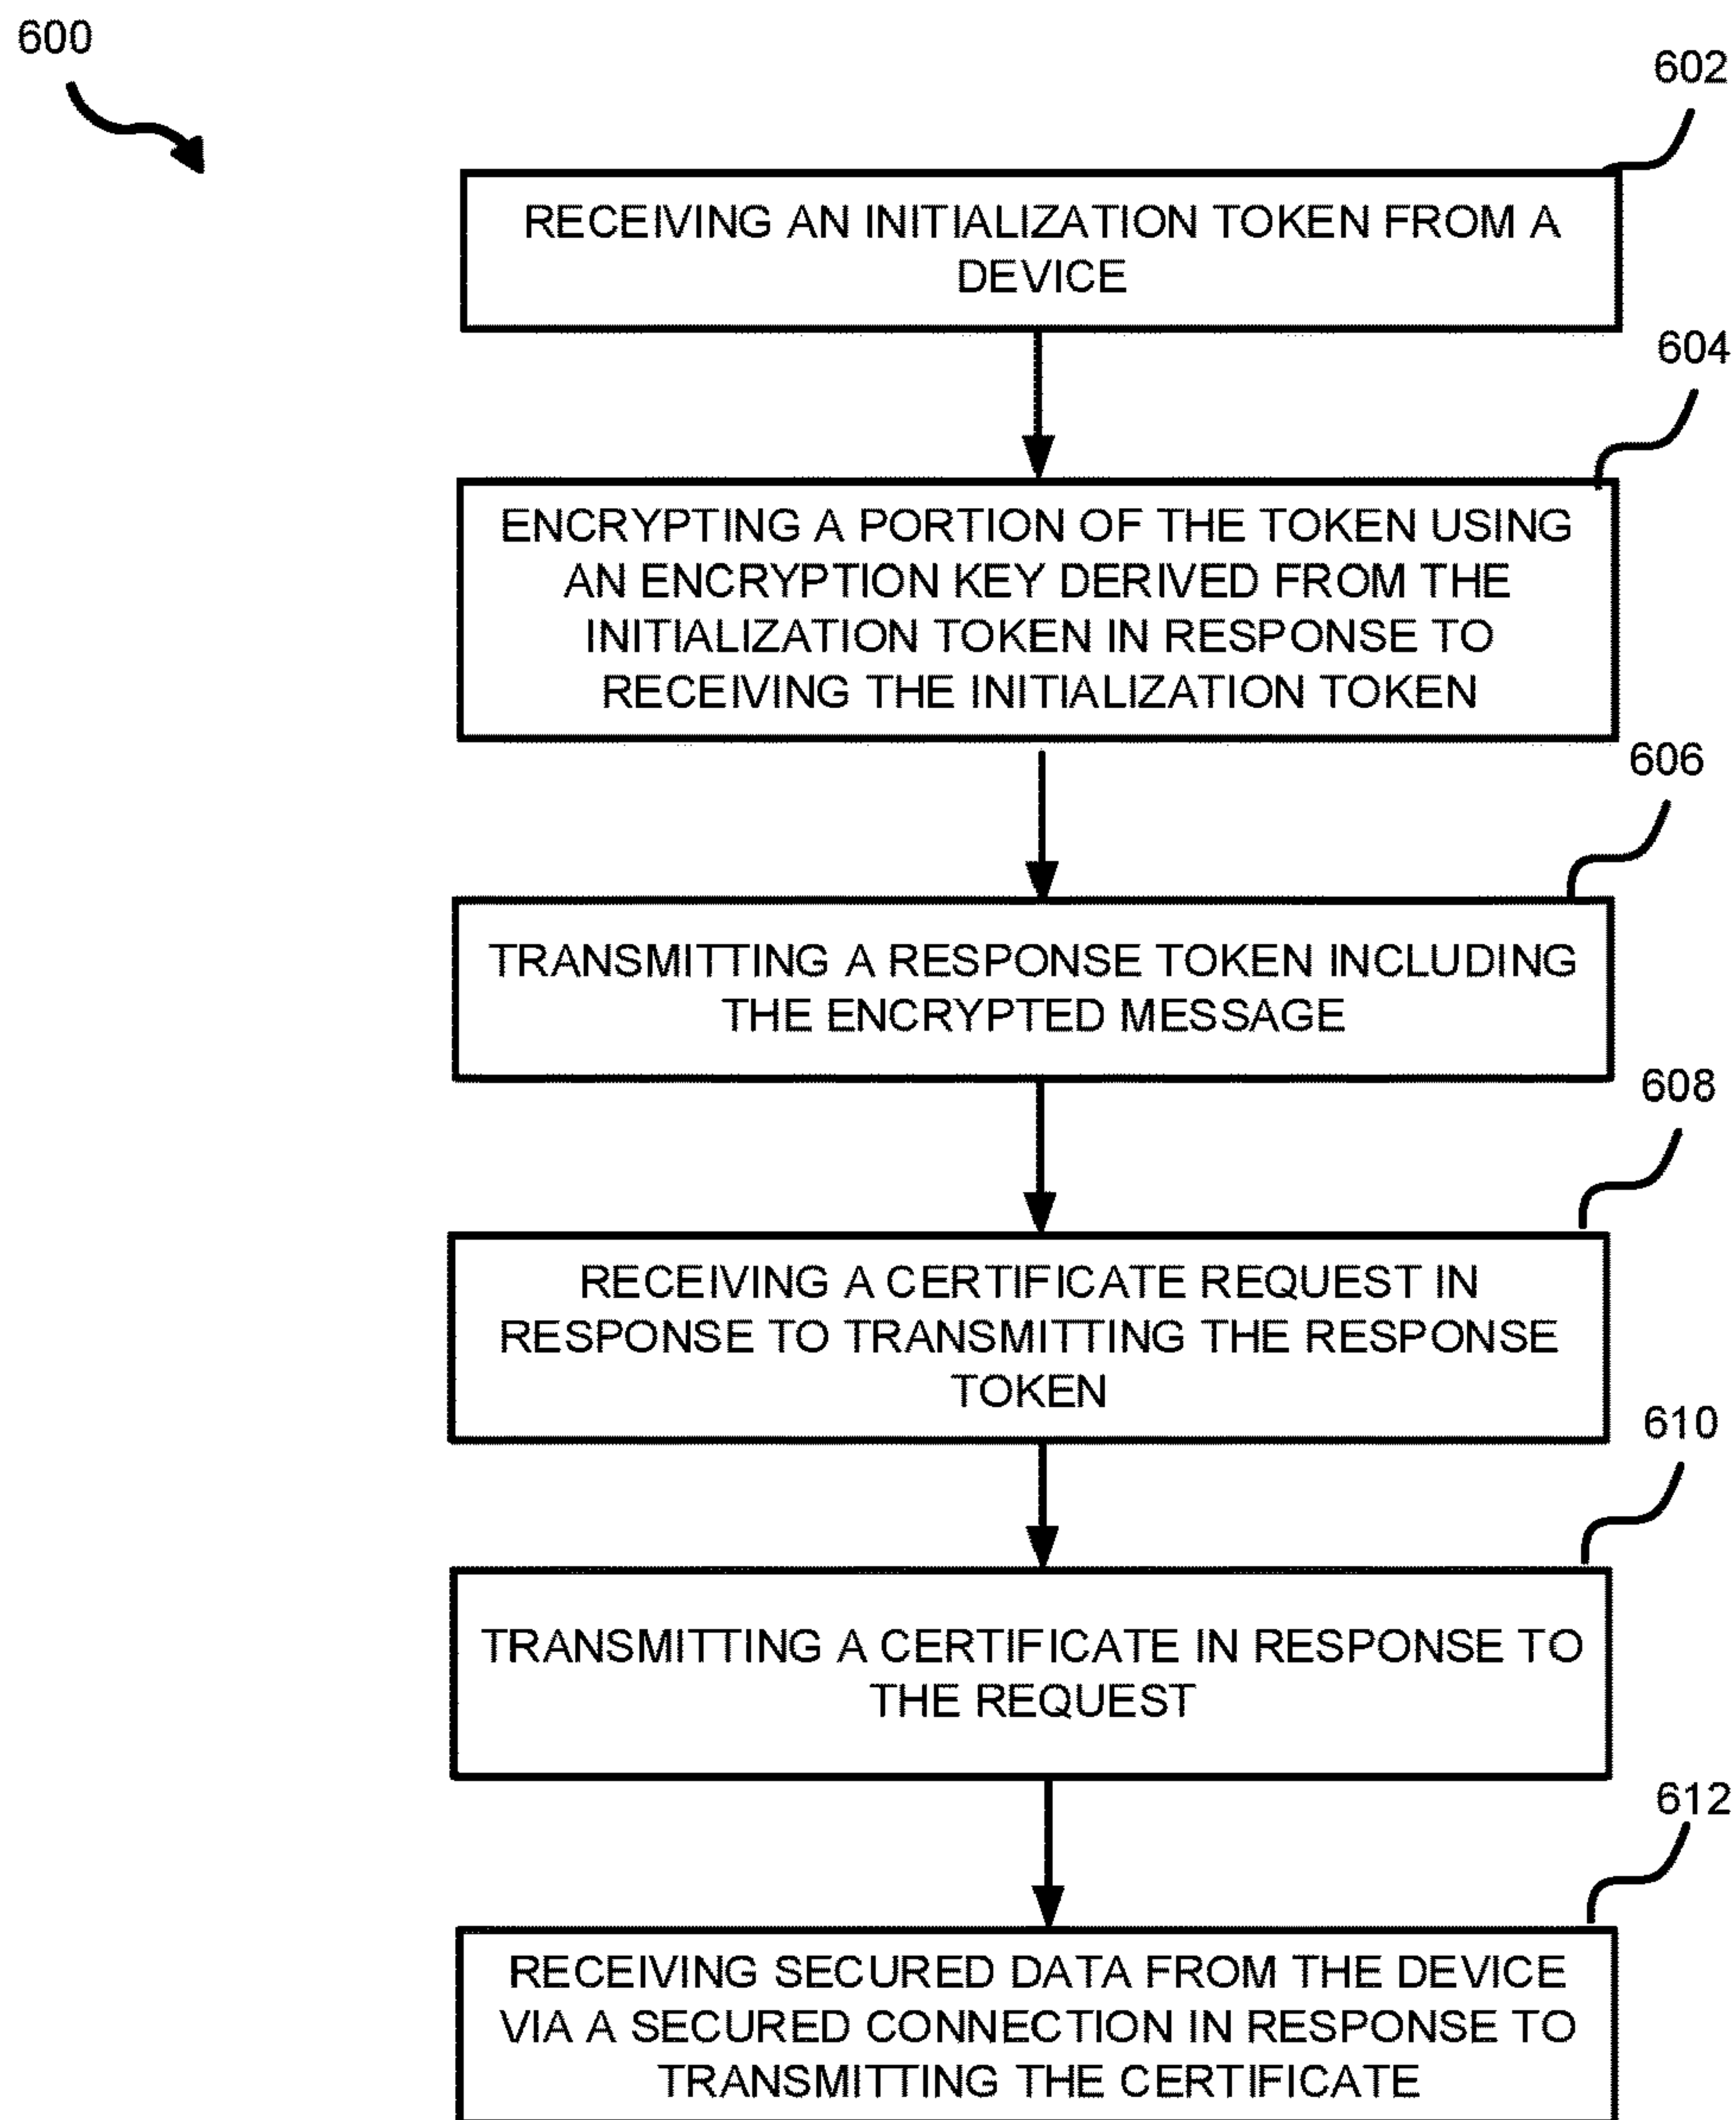 600
602
RECEIVING AN INITIALIZATION TOKEN FROM A
DEVICE
604
ENCRYPTING A PORTION OF THE TOKEN USING
AN ENCRYPTION KEY DERIVED FROM THE
INITIALIZATION TOKEN IN RESPONSE TO
RECEIVING THE INITIALIZATION TOKEN
606
TRANSMITTING A RESPONSE TOKEN INCLUDING
THE ENCRYPTED MESSAGE
608
RECEIVING A CERTIFICATE REQUEST IN
RESPONSE TO TRANSMITTING THE RESPONSE
TOKEN
610
TRANSMITTING A CERTIFICATE IN RESPONSE TO
THE REQUEST
612
RECEIVING SECURED DATA FROM THE DEVICE
VIA A SECURED CONNECTION IN RESPONSE TO
TRANSMITTING THE CERTIFICATE